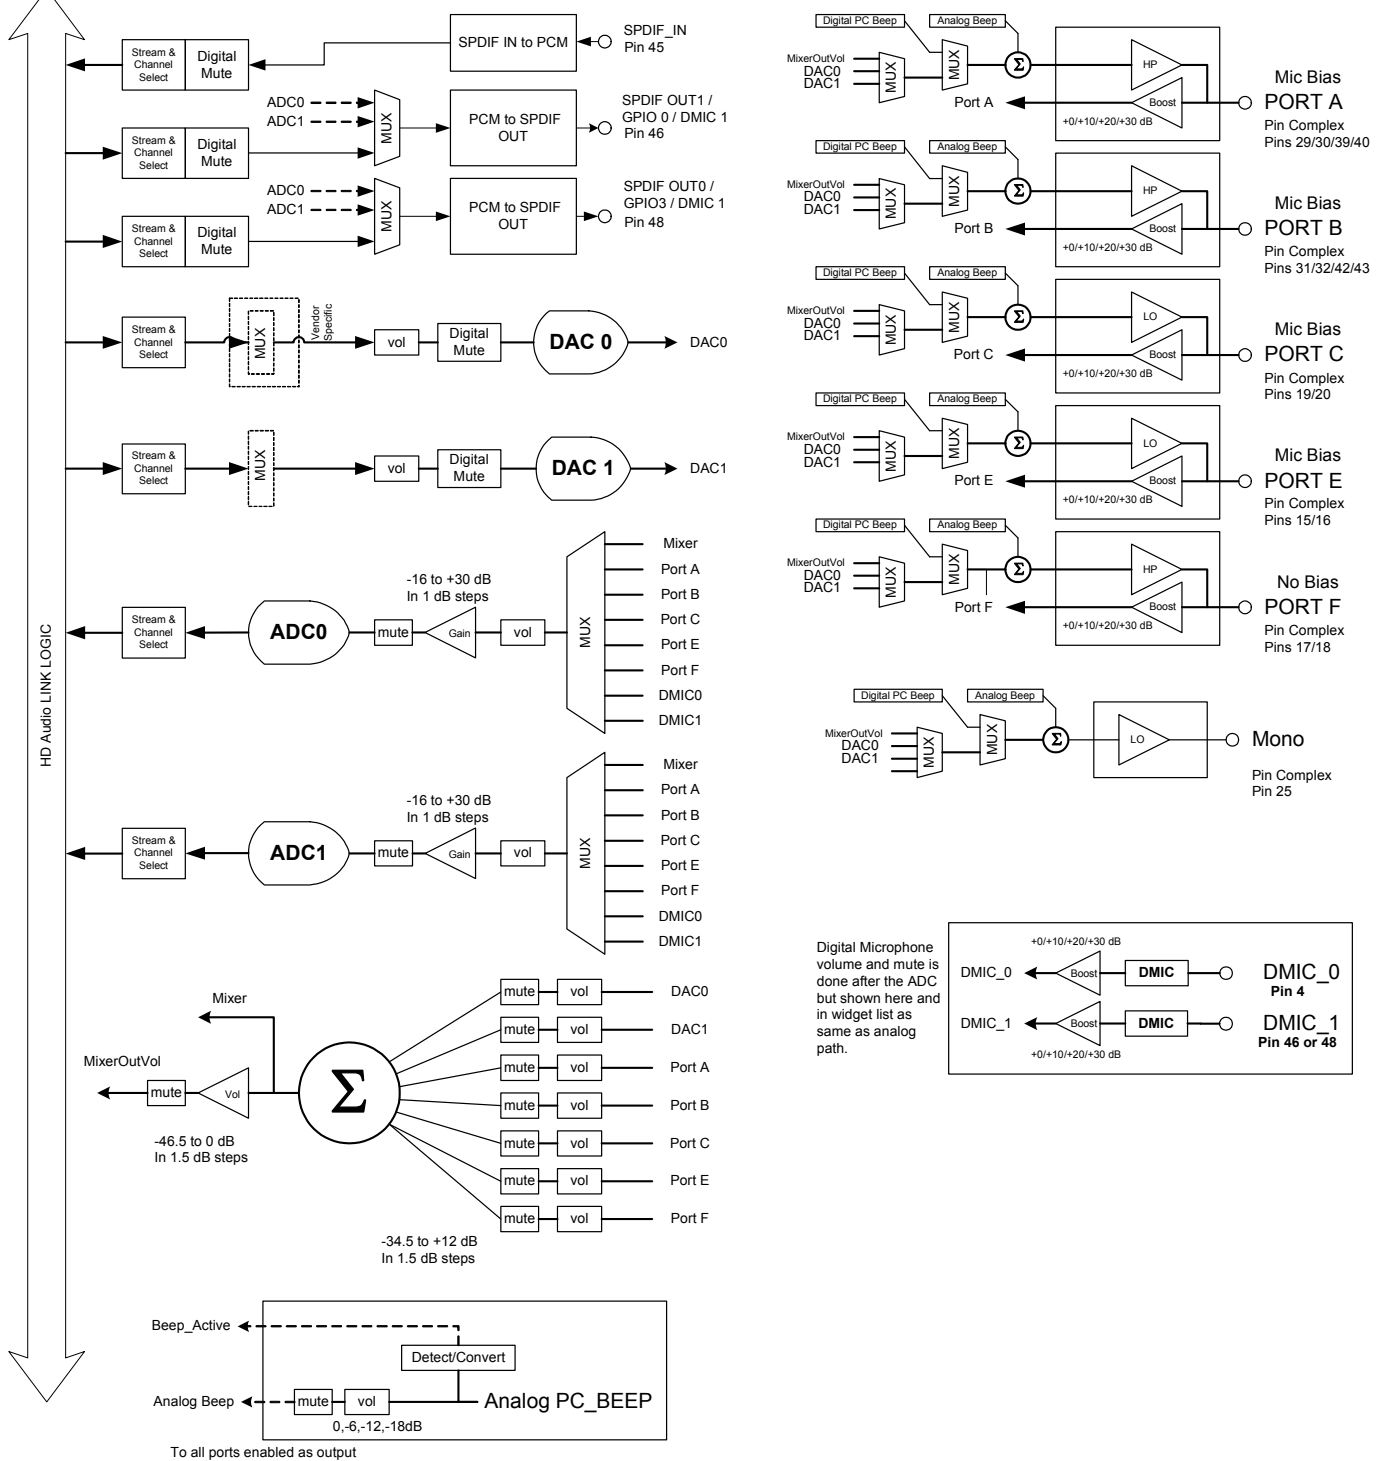 HD Audio LINK LOGIC
Stream &
Channel
Select
Digital
Mute
SPDIF IN to PCM
SPDIF_IN
Pin 45
ADC0
ADC1
MUX
Stream &
Channel
Select
Digital
Mute
PCM to SPDIF
OUT
SPDIF OUT1 /
GPIO 0 / DMIC 1
Pin 46
ADC0
ADC1
MUX
Stream &
Channel
Select
Digital
Mute
PCM to SPDIF
OUT
SPDIF OUT0 /
GPIO3 / DMIC 1
Pin 48
Stream &
Channel
Select
MUX
Vendor
Specific
vol
Digital
Mute
DAC 0
DAC0
Stream &
Channel
Select
MUX
vol
Digital
Mute
DAC 1
DAC1
Stream &
Channel
Select
ADC0
mute
-16 to +30 dB
In 1 dB steps
Gain
vol
MUX
Mixer
Port A
Port B
Port C
Port E
Port F
DMIC0
DMIC1
Stream &
Channel
Select
ADC1
mute
-16 to +30 dB
In 1 dB steps
Gain
vol
MUX
Mixer
Port A
Port B
Port C
Port E
Port F
DMIC0
DMIC1
Mixer
MixerOutVol
mute
Vol
-46.5 to 0 dB
In 1.5 dB steps
Σ
mute vol DAC0
mute vol DAC1
mute vol Port A
mute vol Port B
mute vol Port C
mute vol Port E
mute vol Port F
-34.5 to +12 dB
In 1.5 dB steps
Beep_Active
Detect/Convert
Analog Beep
mute
vol
Analog PC_BEEP
0,-6,-12,-18dB
To all ports enabled as output
Digital PC Beep
Analog Beep
MixerOutVol
DAC0
DAC1
MUX
MUX
Σ
HP
Port A
Boost
+0/+10/+20/+30 dB
Mic Bias
PORT A
Pin Complex
Pins 29/30/39/40
Digital PC Beep
Analog Beep
MixerOutVol
DAC0
DAC1
MUX
MUX
Σ
HP
Port B
Boost
+0/+10/+20/+30 dB
Mic Bias
PORT B
Pin Complex
Pins 31/32/42/43
Digital PC Beep
Analog Beep
MixerOutVol
DAC0
DAC1
MUX
MUX
Σ
LO
Port C
Boost
+0/+10/+20/+30 dB
Mic Bias
PORT C
Pin Complex
Pins 19/20
Digital PC Beep
Analog Beep
MixerOutVol
DAC0
DAC1
MUX
MUX
Σ
LO
Port E
Boost
+0/+10/+20/+30 dB
Mic Bias
PORT E
Pin Complex
Pins 15/16
Digital PC Beep
Analog Beep
MixerOutVol
DAC0
DAC1
MUX
MUX
Σ
HP
Port F
Boost
+0/+10/+20/+30 dB
No Bias
PORT F
Pin Complex
Pins 17/18
Digital PC Beep
Analog Beep
MixerOutVol
DAC0
DAC1
MUX
MUX
Σ
LO
Mono
Pin Complex
Pin 25
Digital Microphone
volume and mute is
done after the ADC
but shown here and
in widget list as
same as analog
path.
+0/+10/+20/+30 dB
DMIC_0
Boost
DMIC
DMIC_0
Pin 4
DMIC_1
Boost
DMIC
DMIC_1
Pin 46 or 48
+0/+10/+20/+30 dB